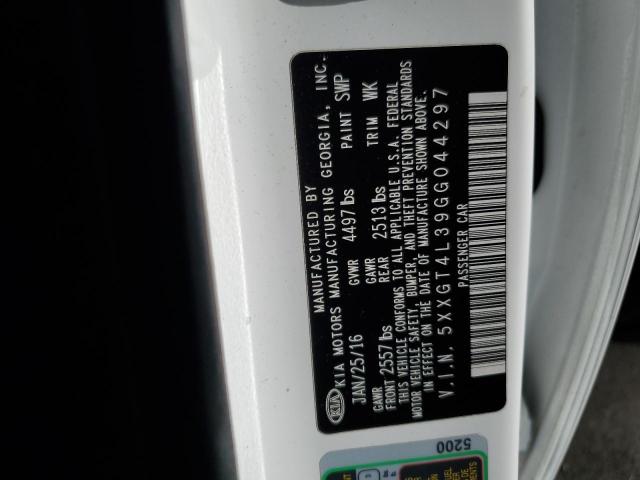 KIA
MANUFACTURED BY
KIA MOTORS MANUFACTURING GEORGIA, INC.
JAN/25/16 GVWR 4497 lbs PAINT SWP
GAWR FRONT 2557 lbs GAWR REAR 2513 lbs TRIM WK
THIS VEHICLE CONFORMS TO ALL APPLICABLE U.S.A. FEDERAL
MOTOR VEHICLE SAFETY, BUMPER, AND THEFT PREVENTION STANDARDS
IN EFFECT ON THE DATE OF MANUFACTURE SHOWN ABOVE.
V.I.N. 5XXGT4L39GG044297
PASSENGER CAR
5200